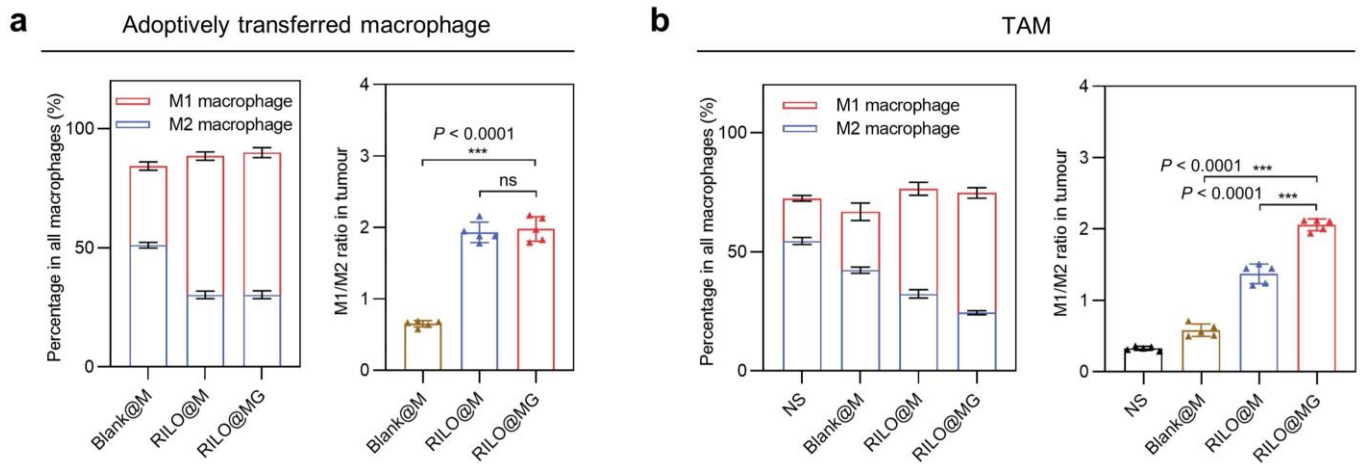 a
Adoptively transferred macrophage
Percentage in all macrophages (%)
100
50
0
M1 macrophage
M2 macrophage
Blank@M
RILO@M
RILO@MG
M1/M2 ratio in tumour
4
3
2
1
0
P < 0.0001
***
ns
Blank@M
RILO@M
RILO@MG
b
TAM
Percentage in all macrophages (%)
100
50
0
M1 macrophage
M2 macrophage
NS
Blank@M
RILO@M
RILO@MG
M1/M2 ratio in tumour
4
3
2
1
0
P < 0.0001 ***
P < 0.0001 ***
NS
Blank@M
RILO@M
RILO@MG